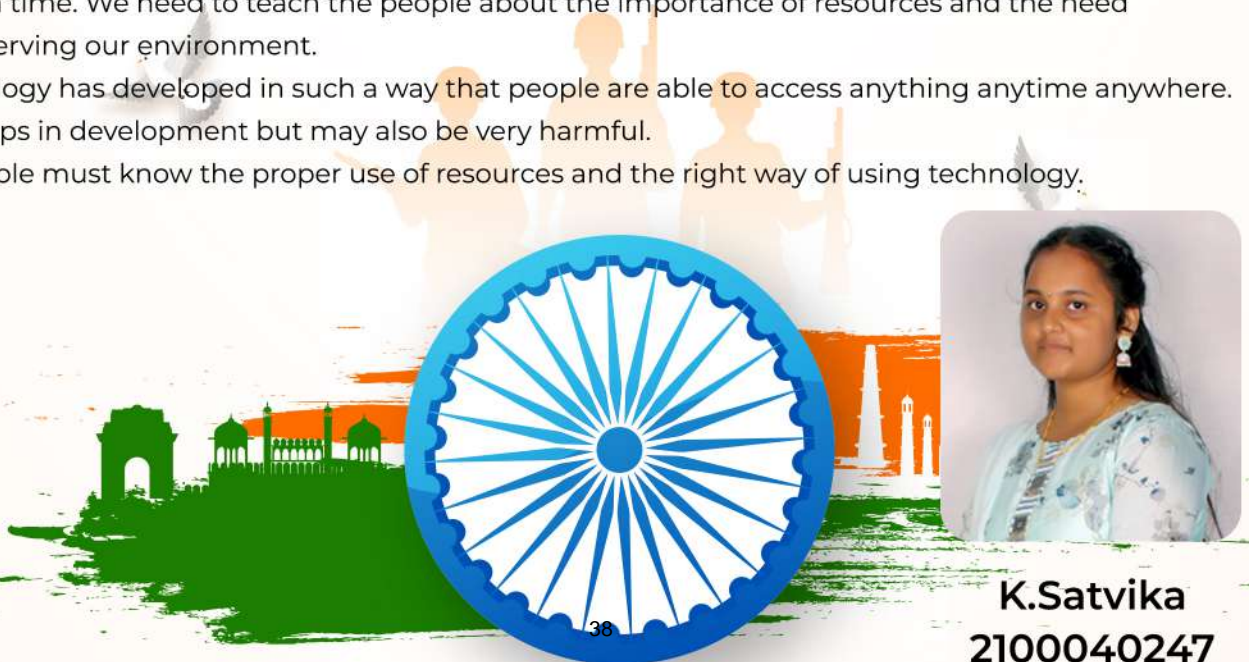 time. We need to teach the people about the importance of resources and the need
erving our environment.
ogy has developed in such a way that people are able to access anything anytime anywhere.
ps in development but may also be very harmful.
ple must know the proper use of resources and the right way of using technology.
K.Satvika
38
2100040247